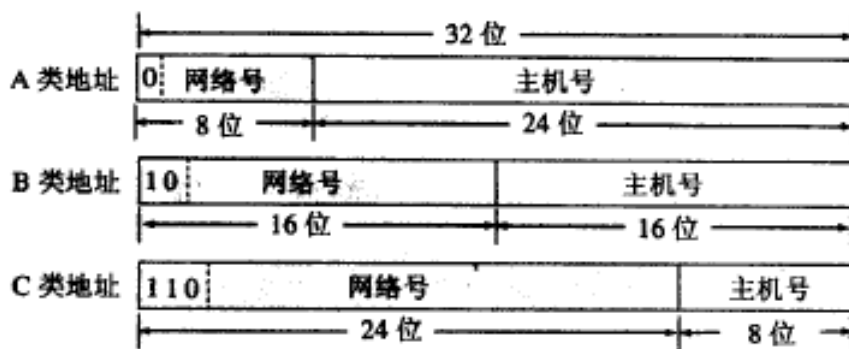 32 位
A 类地址 0 网络号 主机号
8 位 24 位
B 类地址 10 网络号 主机号
16 位 16 位
C 类地址 110 网络号 主机号
24 位 8 位